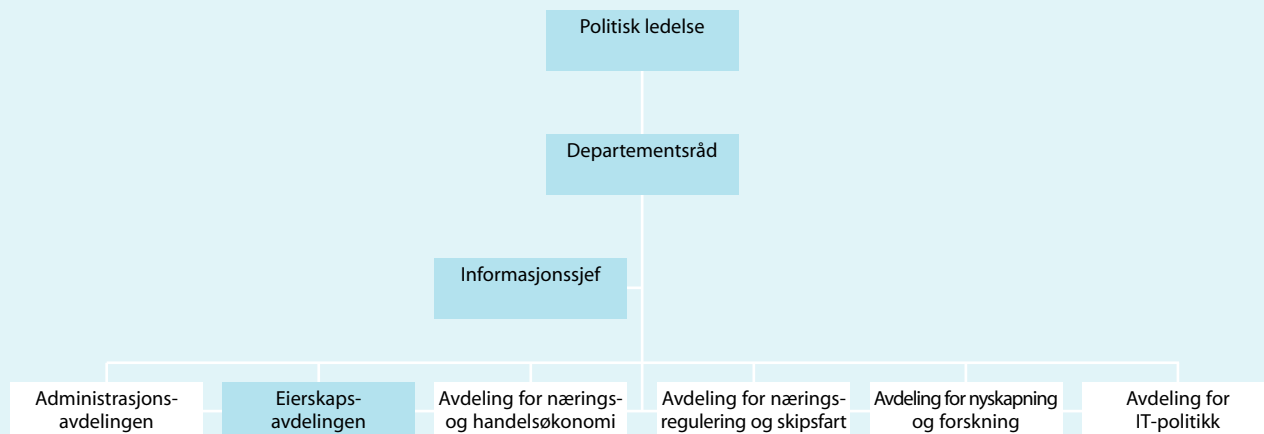 Politisk ledelse
Departementsråd
Informasjonssjef
Administrasjons-
avdelingen
Eierskaps-
avdelingen
Avdeling for nærings-
og handelsøkonomi
Avdeling for nærings-
regulering og skipsfart
Avdeling for nyskapning
og forskning
Avdeling for
IT-politikk